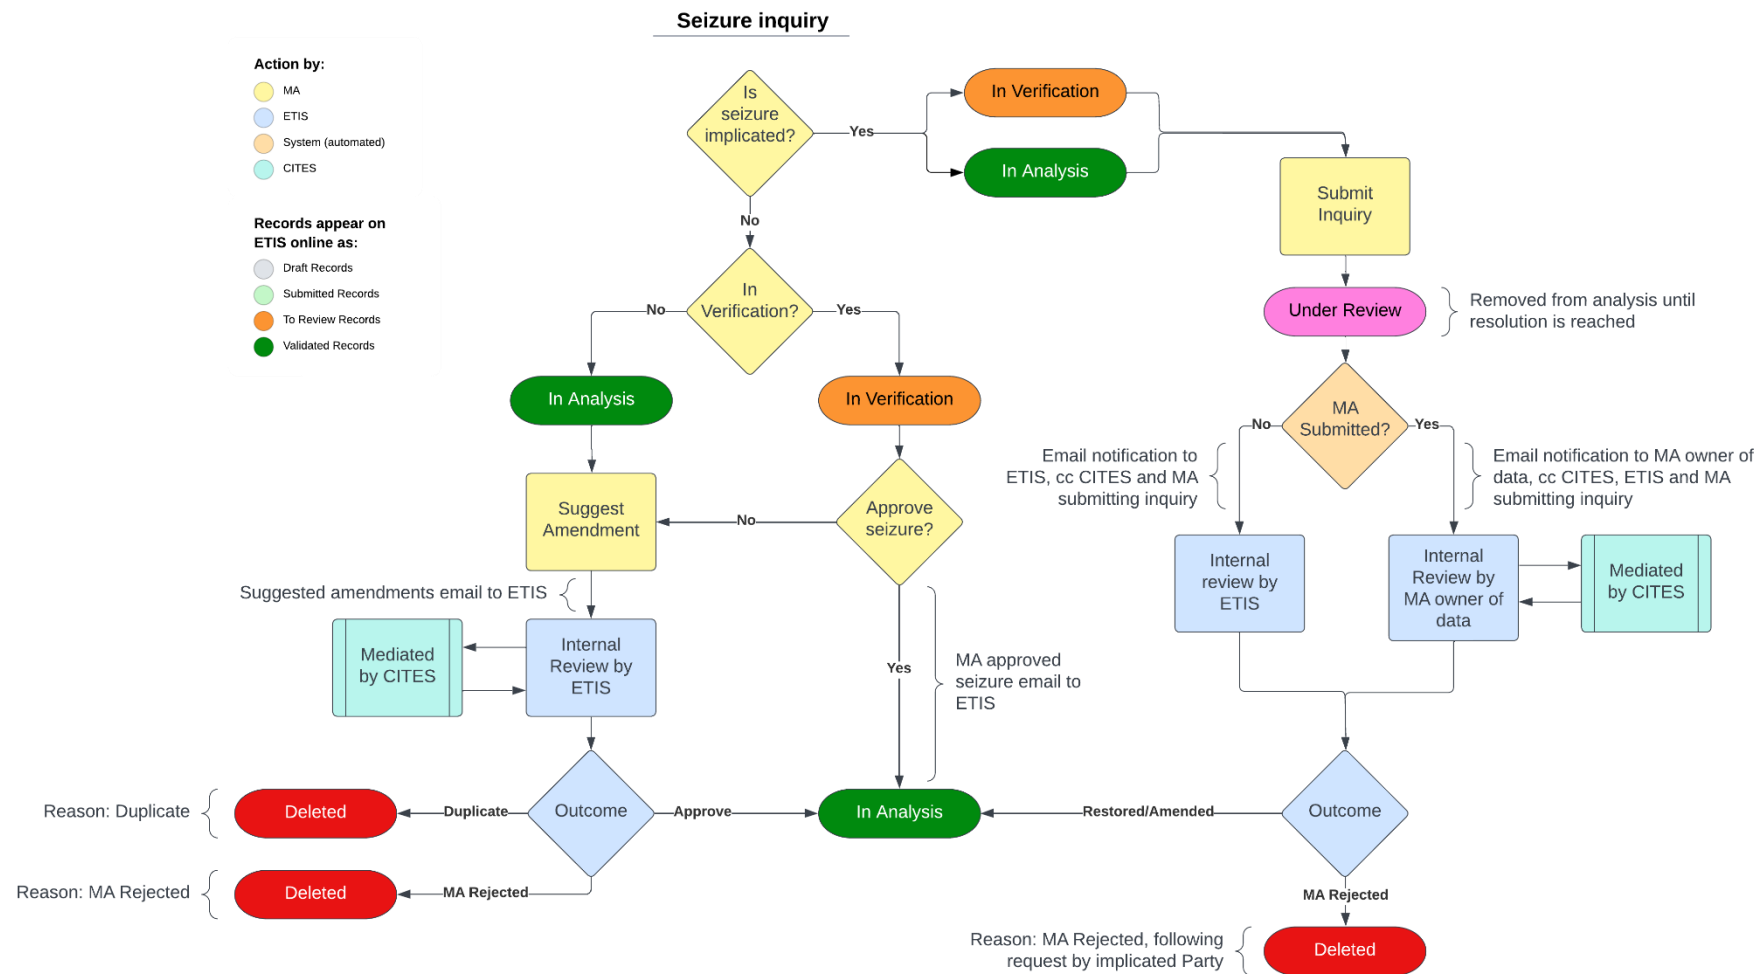 Seizure inquiry
Action by:
MA
ETIS
System (automated)
CITES
Records appear on
ETIS online as:
Draft Records
Submitted Records
To Review Records
Validated Records
Is
seizure
implicated?
Yes
In Verification
In Analysis
Submit
Inquiry
No
In
Verification?
No
Yes
Under Review
Removed from analysis until
resolution is reached
In Analysis
In Verification
MA
Submitted?
No
Yes
Email notification to
ETIS, cc CITES and MA
submitting inquiry
Email notification to MA owner of
data, cc CITES, ETIS and MA
submitting inquiry
Suggest
Amendment
No
Approve
seizure?
Internal
review by
ETIS
Internal
Review by
MA owner of
data
Mediated
by CITES
Suggested amendments email to ETIS
Mediated
by CITES
Internal
Review by
ETIS
Yes
MA approved
seizure email to
ETIS
Reason: Duplicate
Deleted
Duplicate
Outcome
Approve
In Analysis
Restored/Amended
Outcome
Reason: MA Rejected
Deleted
MA Rejected
MA Rejected
Reason: MA Rejected, following
request by implicated Party
Deleted